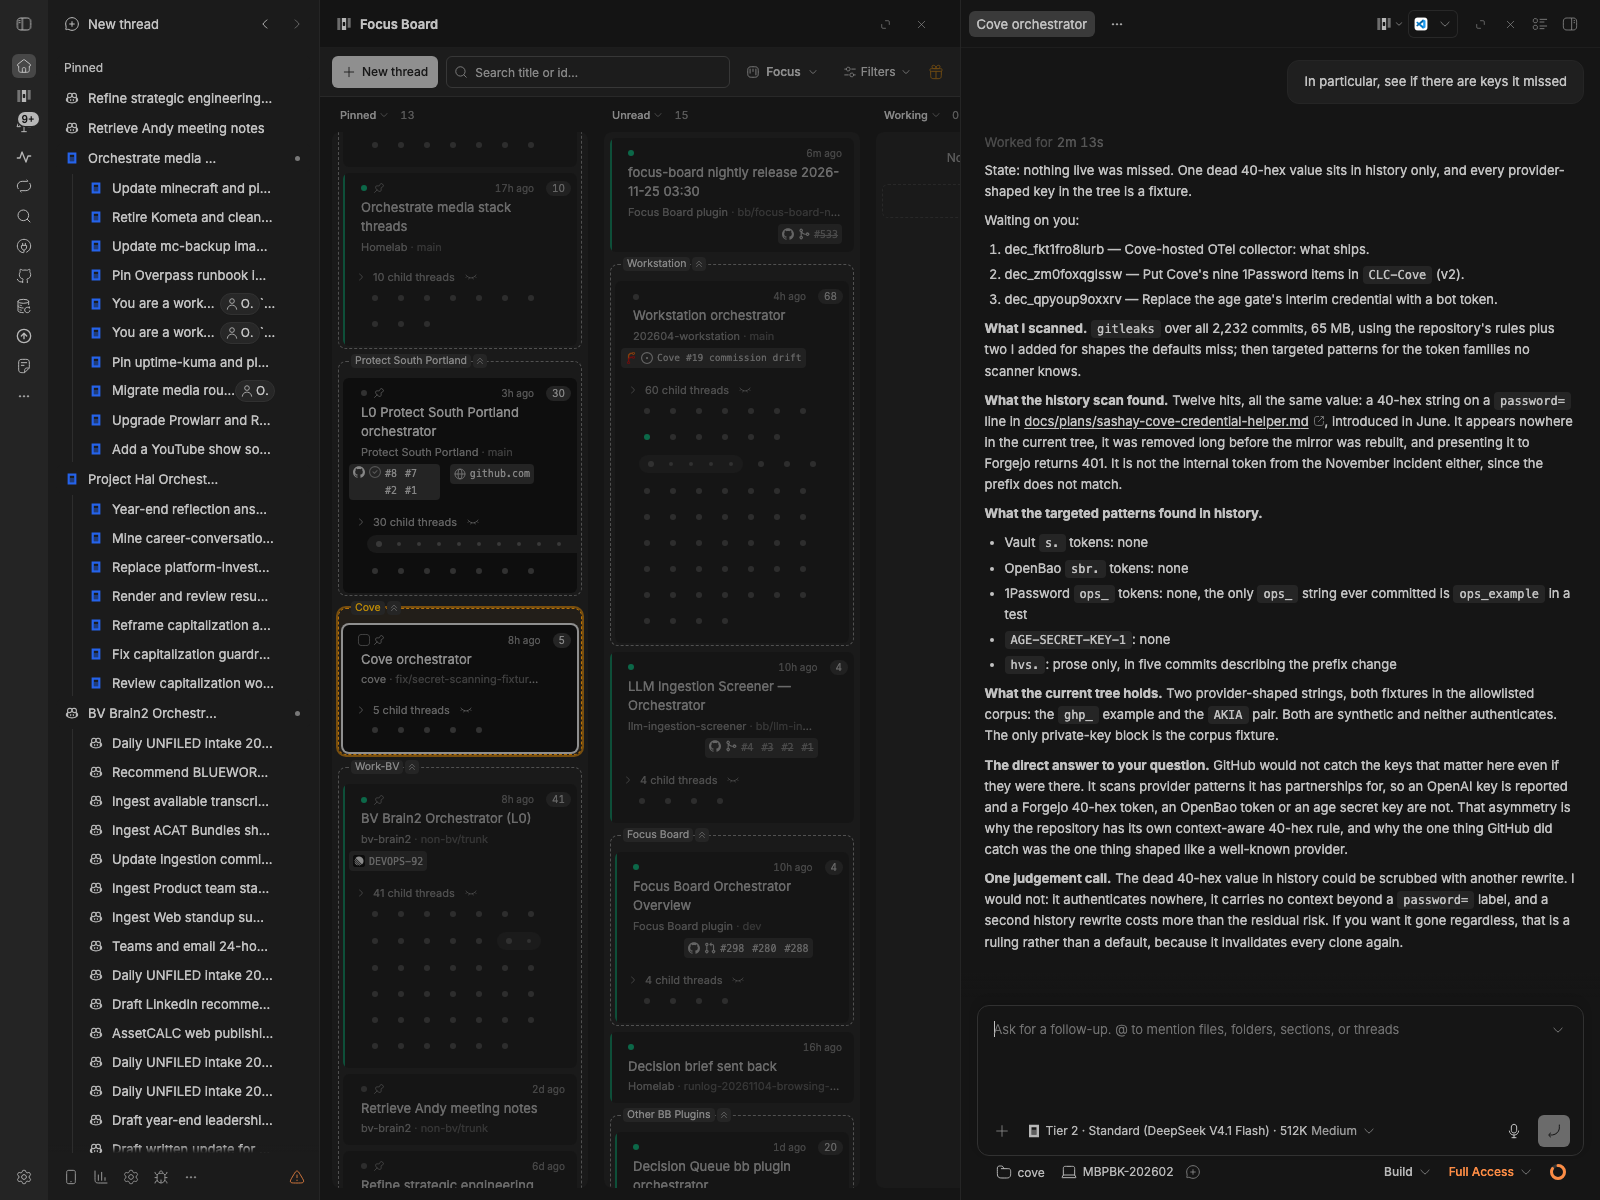 New thread
Pinned
Refine strategic engineering...
Retrieve Andy meeting notes
Orchestrate media ...
Update minecraft and pl...
Retire Kometa and clean...
Update mc-backup ima...
Pin Overpass runbook i...
You are a work... O. `...
You are a work... O. `...
Pin uptime-kuma and pl...
Migrate media rou... O.
Upgrade Prowlarr and R...
Add a YouTube show so...
Project Hal Orchest...
Year-end reflection ans...
Mine career-conversatio...
Replace platform-invest...
Render and review resu...
Reframe capitalization a...
Fix capitalization guardr...
Review capitalization wo...
BV Brain2 Orchestr...
Daily UNFILED intake 20...
Recommend BLUEWOR...
Ingest available transcri...
Ingest ACAT Bundles sh...
Update ingestion commi...
Ingest Product team sta...
Ingest Web standup su...
Teams and email 24-ho...
Daily UNFILED intake 20...
Draft LinkedIn recomme...
AssetCALC web publishi...
Daily UNFILED intake 20...
Daily UNFILED intake 20...
Draft year-end leadershi...
Draft written update for
9+
Focus Board
New thread
Search title or id...
Focus
Filters
Pinned 13
17h ago 10
Orchestrate media stack
threads
Homelab · main
10 child threads
Protect South Portland
3h ago 30
L0 Protect South Portland
orchestrator
Protect South Portland · main
#8 #7
#2 #1
github.com
30 child threads
Cove
8h ago 5
Cove orchestrator
cove · fix/secret-scanning-fixtur...
5 child threads
Work-BV
8h ago 41
BV Brain2 Orchestrator (L0)
bv-brain2 · non-bv/trunk
DEVOPS-92
41 child threads
2d ago
Retrieve Andy meeting notes
bv-brain2 · non-bv/trunk
6d ago
Refine strategic engineering
Unread 15
6m ago
focus-board nightly release 2026-
11-25 03:30
Focus Board plugin · bb/focus-board-n...
#533
Workstation
4h ago 68
Workstation orchestrator
202604-workstation · main
Cove #19 commission drift
60 child threads
10h ago 4
LLM Ingestion Screener —
Orchestrator
llm-ingestion-screener · bb/llm-in...
#4 #3 #2 #1
4 child threads
Focus Board
10h ago 4
Focus Board Orchestrator
Overview
Focus Board plugin · dev
#298 #280 #288
4 child threads
16h ago
Decision brief sent back
Homelab · runlog-20261104-browsing-...
Other BB Plugins
1d ago 20
Decision Queue bb plugin
orchestrator
Working 0
No
Cove orchestrator
In particular, see if there are keys it missed
Worked for 2m 13s
State: nothing live was missed. One dead 40-hex value sits in history only, and every provider-
shaped key in the tree is a fixture.
Waiting on you:
1. dec_fkt1fro8lurb — Cove-hosted OTel collector: what ships.
2. dec_zm0foxqglssw — Put Cove's nine 1Password items in CLC-Cove (v2).
3. dec_qpyoup9oxxrv — Replace the age gate's interim credential with a bot token.
What I scanned. gitleaks over all 2,232 commits, 65 MB, using the repository's rules plus
two I added for shapes the defaults miss; then targeted patterns for the token families no
scanner knows.
What the history scan found. Twelve hits, all the same value: a 40-hex string on a password=
line in docs/plans/sashay-cove-credential-helper.md, introduced in June. It appears nowhere
in the current tree, it was removed long before the mirror was rebuilt, and presenting it to
Forgejo returns 401. It is not the internal token from the November incident either, since the
prefix does not match.
What the targeted patterns found in history.
• Vault s. tokens: none
• OpenBao sbr. tokens: none
• 1Password ops_ tokens: none, the only ops_ string ever committed is ops_example in a
test
• AGE-SECRET-KEY-1: none
• hvs.: prose only, in five commits describing the prefix change
What the current tree holds. Two provider-shaped strings, both fixtures in the allowlisted
corpus: the ghp_ example and the AKIA pair. Both are synthetic and neither authenticates.
The only private-key block is the corpus fixture.
The direct answer to your question. GitHub would not catch the keys that matter here even if
they were there. It scans provider patterns it has partnerships for, so an OpenAI key is reported
and a Forgejo 40-hex token, an OpenBao token or an age secret key are not. That asymmetry is
why the repository has its own context-aware 40-hex rule, and why the one thing GitHub did
catch was the one thing shaped like a well-known provider.
One judgement call. The dead 40-hex value in history could be scrubbed with another rewrite. I
would not: it authenticates nowhere, it carries no context beyond a password= label, and a
second history rewrite costs more than the residual risk. If you want it gone regardless, that is a
ruling rather than a default, because it invalidates every clone again.
Ask for a follow-up. @ to mention files, folders, sections, or threads
Tier 2 · Standard (DeepSeek V4.1 Flash) · 512K Medium
cove
MBPBK-202602
Build
Full Access